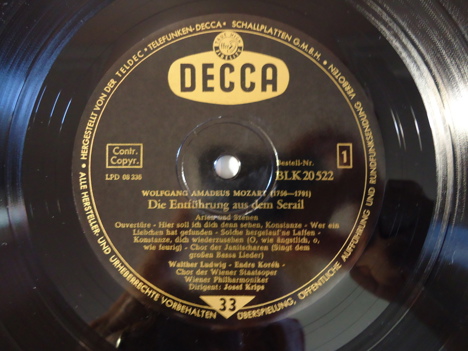 HERGESTELLT VON DER TELDEC • TELEFUNKEN-DECCA • SCHALLPLATTEN G.M.B.H. •
ALLE HERSTELLER- UND URHEBERRECHTE VORBEHALTEN
ÜBERSPIELUNG, ÖFFENTLICHE AUFFÜHRUNG UND RUNDFUNKSENDUNG VERBOTEN
DECCA
Contr.
Copyr.
LPD 08 330
Bestell-Nr.
BLK 20 522
1
WOLFGANG AMADEUS MOZART (1756—1791)
Die Entführung aus dem Serail
Arien und Szenen
Ouvertüre - Hier soll ich dich denn sehen, Konstanze - Wer ein
Liebchen hat gefunden - Solche hergelauf'ne Laffen -
Konstanze, dich wiederzusehen (O, wie ängstlich, o,
wie feurig) - Chor der Janitscharen (Singt dem
großen Bassa Lieder)
Walther Ludwig - Endre Koréh -
Chor der Wiener Staatsoper
Wiener Philharmoniker
Dirigent: Josef Krips
33